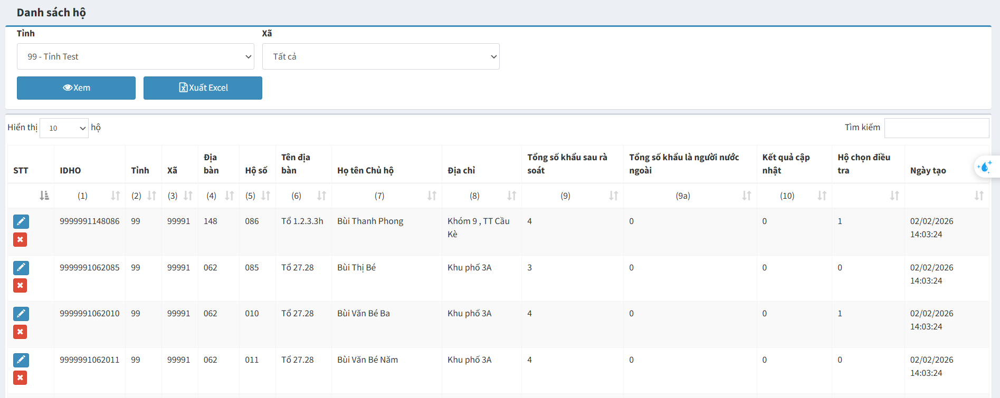 Danh sách hộ
Tỉnh Xã
99 - Tỉnh Test Tất cả
Xem Xuất Excel
Hiển thị 10 hộ Tìm kiếm
STT IDHO Tỉnh Xã Địa bàn Hộ số Tên địa bàn Họ tên Chủ hộ Địa chỉ Tổng số khẩu sau rà soát Tổng số khẩu là người nước ngoài Kết quả cập nhật Hộ chọn điều tra Ngày tạo
(1) (2) (3) (4) (5) (6) (7) (8) (9) (9a) (10)
9999991148086 99 99991 148 086 Tổ 1.2.3.3h Bùi Thanh Phong Khóm 9 , TT Cầu Kè 4 0 0 1 02/02/2026 14:03:24
9999991062085 99 99991 062 085 Tổ 27.28 Bùi Thị Bé Khu phố 3A 3 0 0 0 02/02/2026 14:03:24
9999991062010 99 99991 062 010 Tổ 27.28 Bùi Văn Bé Ba Khu phố 3A 4 0 0 1 02/02/2026 14:03:24
9999991062011 99 99991 062 011 Tổ 27.28 Bùi Văn Bé Năm Khu phố 3A 4 0 0 0 02/02/2026 14:03:24